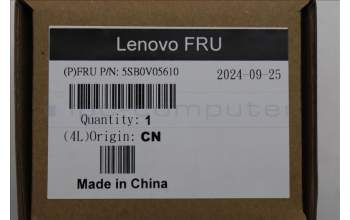 Lenovo FRU
(P)FRU P/N: 5SB0V05610
2024-09-25
Quantity: 1
(4L)Origin: CN
Made in China